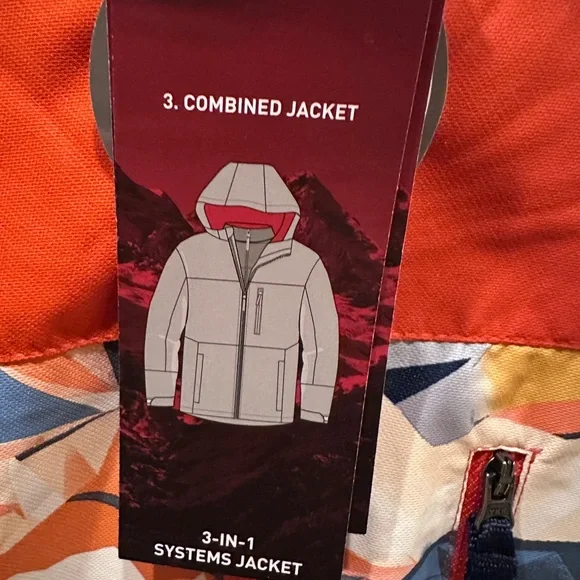 3. COMBINED JACKET
3-IN-1
SYSTEMS JACKET